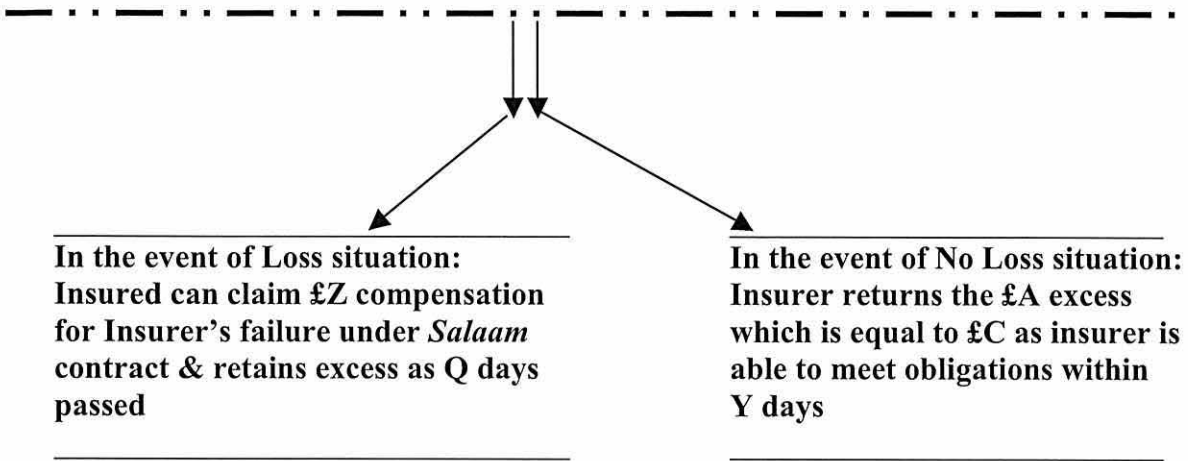 In the event of Loss situation:
Insured can claim £Z compensation
for Insurer's failure under Salaam
contract & retains excess as Q days
passed
In the event of No Loss situation:
Insurer returns the £A excess
which is equal to £C as insurer is
able to meet obligations within
Y days